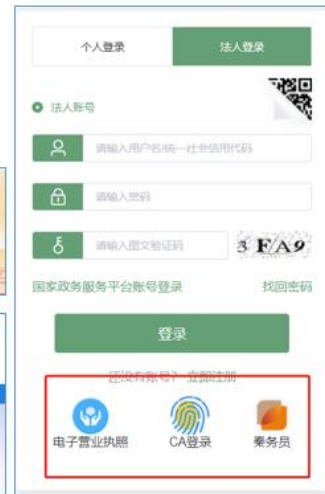 个人登录 法人登录
法人账号
请输入用户名/统一社会信用代码
请输入密码
请输入图文验证码 3 FA9
国家政务服务平台账号登录 找回密码
登录
还没有账号？ 立即注册
电子营业执照 CA登录 秦务员